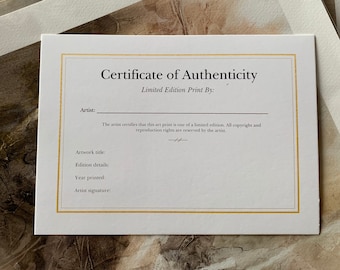 Certificate of Authenticity
Limited Edition Print By:
Artist:
The artist certifies that this art print is one of a limited edition. All copyright and
reproduction rights are reserved by the artist.
Artwork title:
Edition details:
Year printed:
Artist signature: